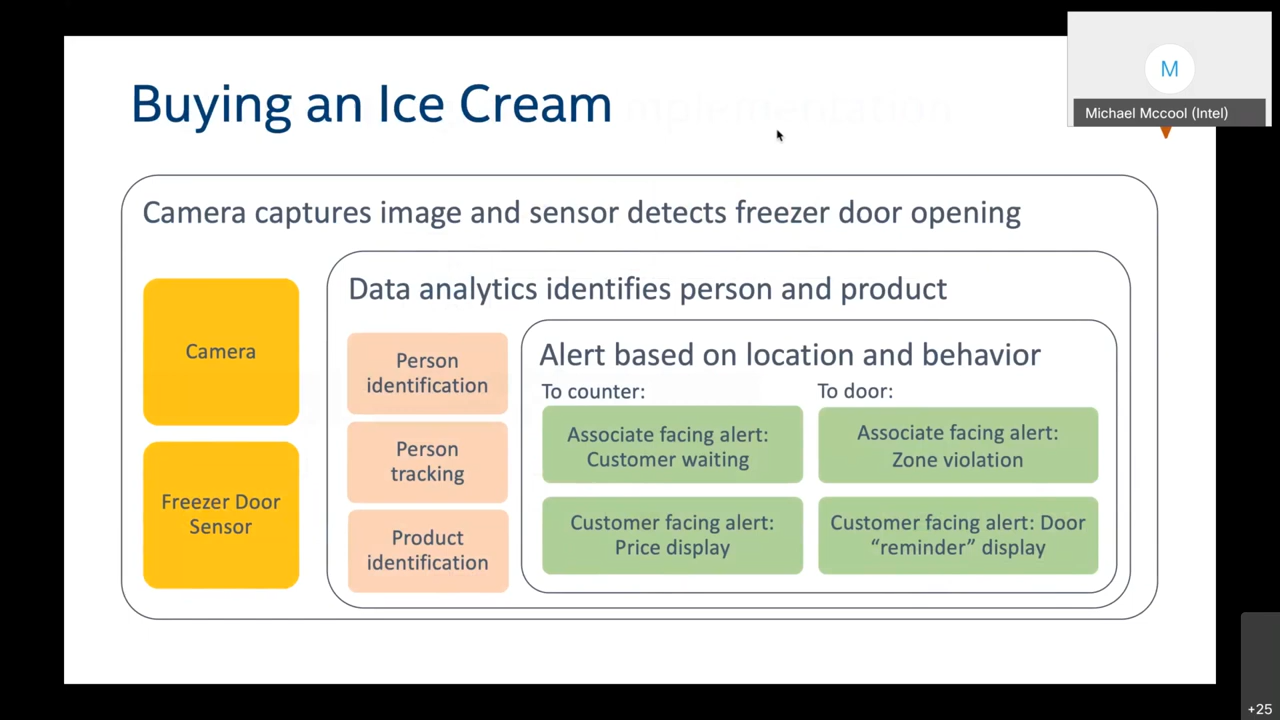 Buying an Ice Cream
mplementation
M
Michael Mccool (Intel)
Camera captures image and sensor detects freezer door opening
Camera
Freezer Door
Sensor
Data analytics identifies person and product
Person
identification
Person
tracking
Product
identification
Alert based on location and behavior
To counter:
Associate facing alert:
Customer waiting
Customer facing alert:
Price display
To door:
Associate facing alert:
Zone violation
Customer facing alert: Door
“reminder” display
+25